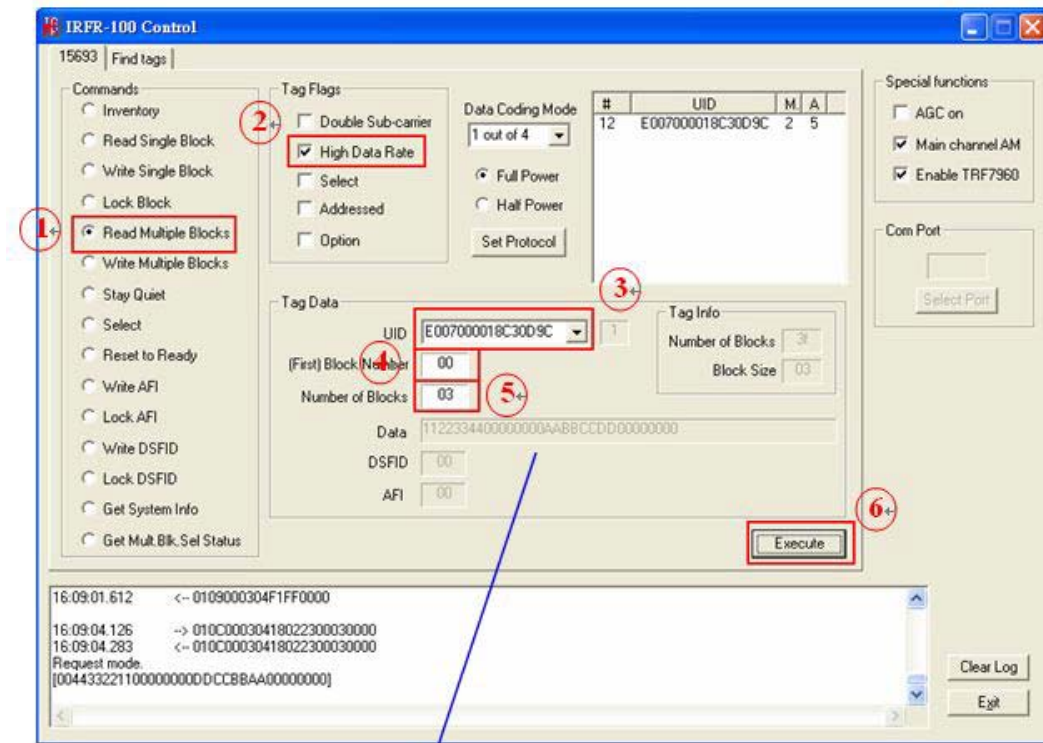 IRFR-100 Control
15693
Find tags
Commands
Inventory
Read Single Block
Write Single Block
Lock Block
1
Read Multiple Blocks
Write Multiple Blocks
Stay Quiet
Select
Reset to Ready
Write AFI
Lock AFI
Write DSFID
Lock DSFID
Get System Info
Get Mult.Blk.Sel Status
Tag Flags
2
Double Sub-carrier
High Data Rate
Select
Addressed
Option
Data Coding Mode
1 out of 4
Full Power
Half Power
Set Protocol
# UID M. A
12 E007000018C30D9C 2 5
Special functions
AGC on
Main channel AM
Enable TRF7960
Com Port
Select Port
Tag Data
3
UID E007000018C30D9C 1
4
(First) Block Number 00
Number of Blocks 03
5
Tag Info
Number of Blocks 3f
Block Size 03
Data 1122334400000000AABBCCDD00000000
DSFID 00
AFI 00
6
Execute
16:09:01.612 <-- 0109000304F1FF0000
16:09:04.126 --> 010C00030418022300030000
16:09:04.283 <-- 010C00030418022300030000
Request mode.
[004433221100000000DDCCBBAA00000000]
Clear Log
Exit